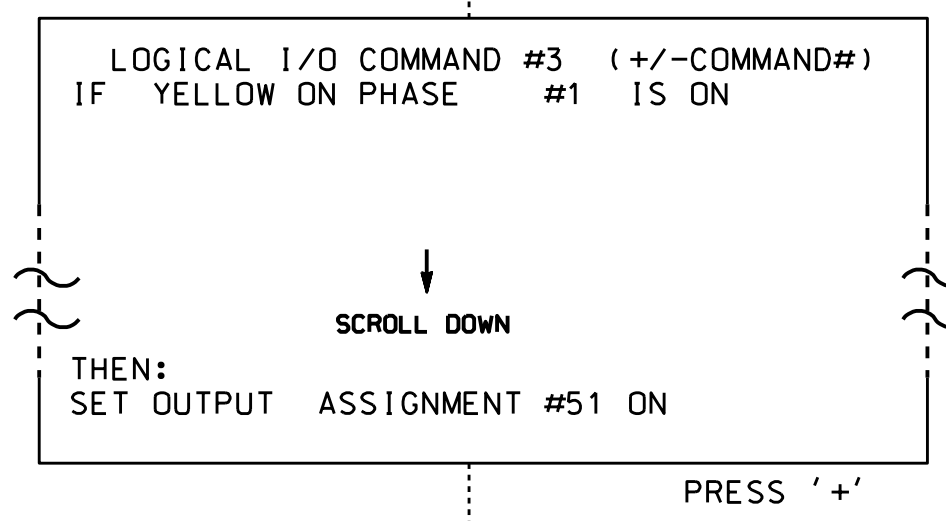 LOGICAL I/O COMMAND #3 (+/-COMMAND#)
IF YELLOW ON PHASE #1 IS ON
SCROLL DOWN
THEN:
SET OUTPUT ASSIGNMENT #51 ON
PRESS '+'